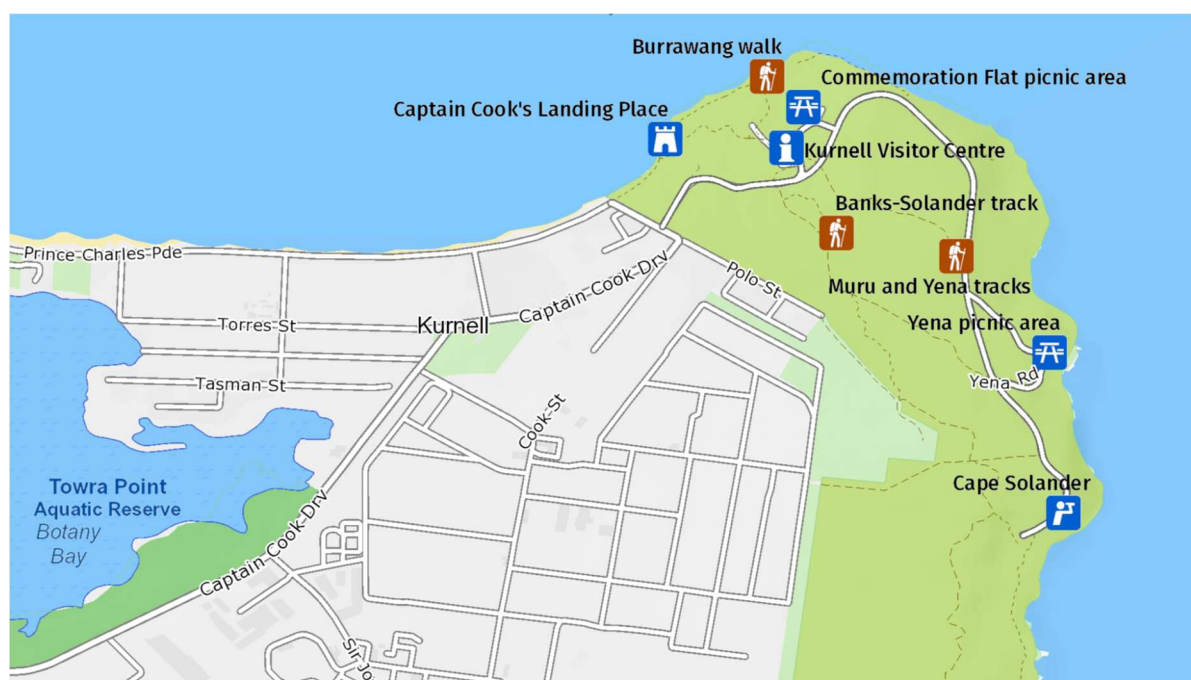 Burrawang walk
Commemoration Flat picnic area
Captain Cook's Landing Place
Kurnell Visitor Centre
Banks-Solander track
Prince Charles Pde
Captain Cook Drv
Polo St
Muru and Yena tracks
Torres St
Kurnell
Yena picnic area
Tasman St
Yena Rd
Cook St
Cape Solander
Towra Point
Aquatic Reserve
Botany
Bay
Captain Cook Drv
Sir Jo